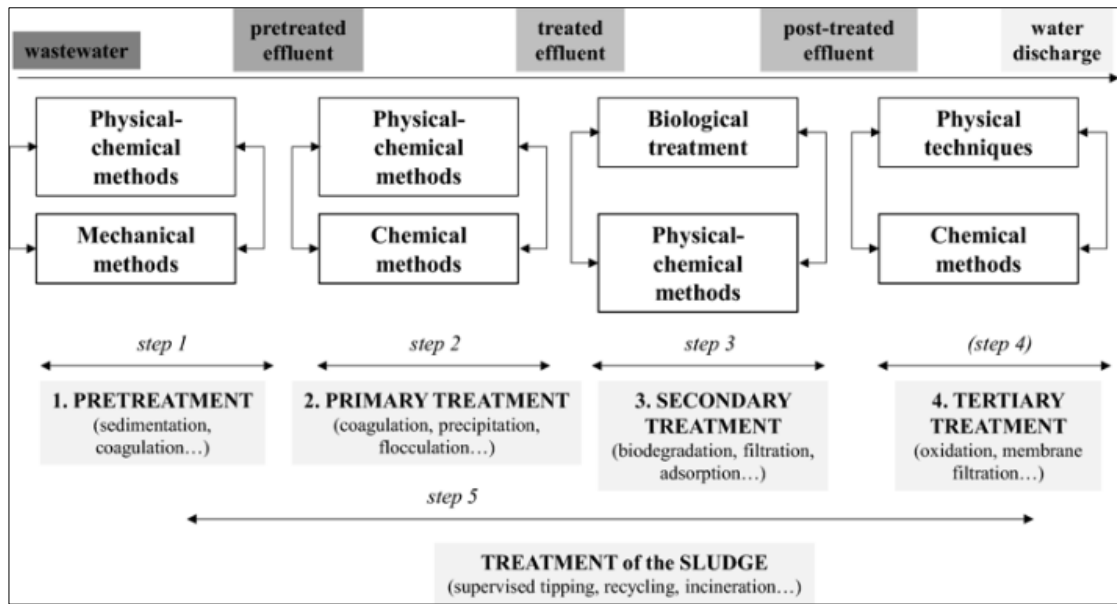 wastewater
pretreated
effluent
treated
effluent
post-treated
effluent
water
discharge
Physical-
chemical
methods
Mechanical
methods
Physical-
chemical
methods
Chemical
methods
Biological
treatment
Physical-
chemical
methods
Physical
techniques
Chemical
methods
step 1
step 2
step 3
(step 4)
1. PRETREATMENT
(sedimentation,
coagulation…)
2. PRIMARY TREATMENT
(coagulation, precipitation,
flocculation…)
3. SECONDARY
TREATMENT
(biodegradation, filtration,
adsorption…)
4. TERTIARY
TREATMENT
(oxidation, membrane
filtration…)
step 5
TREATMENT of the SLUDGE
(supervised tipping, recycling, incineration…)